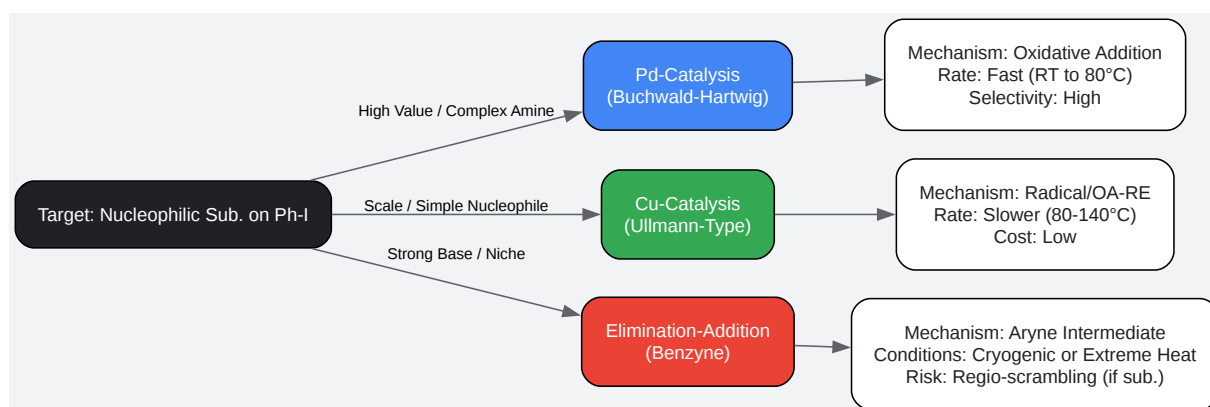 Target: Nucleophilic Sub. on Ph-I
High Value / Complex Amine
Pd-Catalysis
(Buchwald-Hartwig)
Mechanism: Oxidative Addition
Rate: Fast (RT to 80°C)
Selectivity: High
Scale / Simple Nucleophile
Cu-Catalysis
(Ullmann-Type)
Mechanism: Radical/OA-RE
Rate: Slower (80-140°C)
Cost: Low
Strong Base / Niche
Elimination-Addition
(Benzyne)
Mechanism: Aryne Intermediate
Conditions: Cryogenic or Extreme Heat
Risk: Regio-scrambling (if sub.)